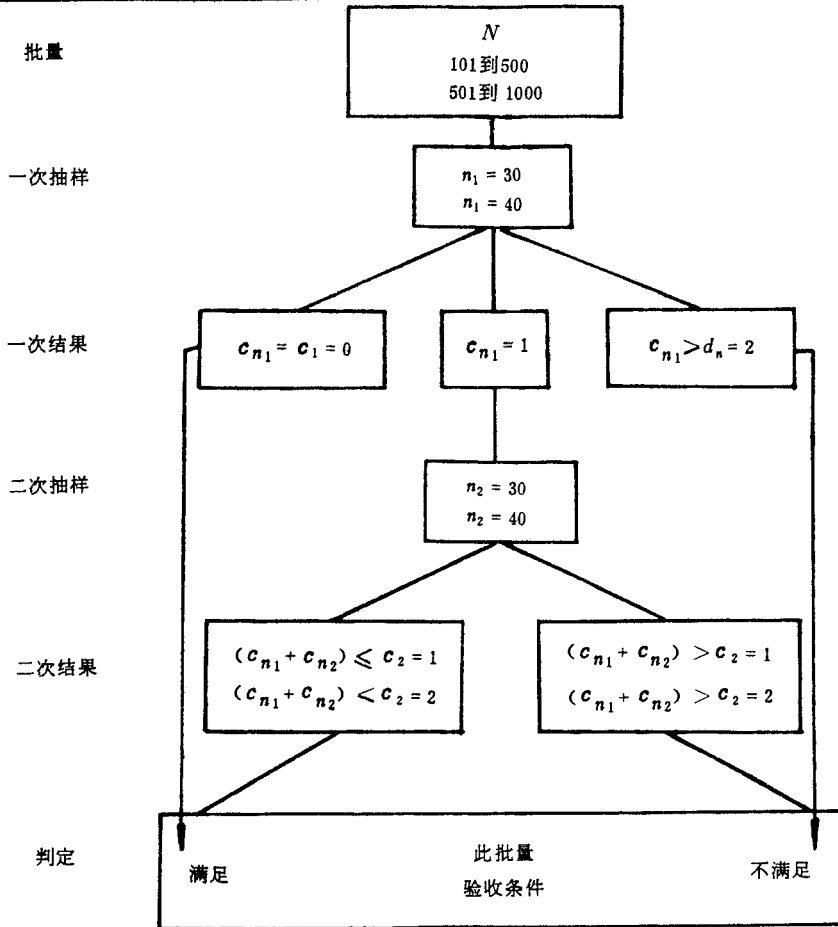 批量
N
101到500
501到1000
一次抽样
n₁ = 30
n₁ = 40
一次结果
cₙ₁ = c₁ = 0
cₙ₁ = 1
cₙ₁ > dₙ = 2
二次抽样
n₂ = 30
n₂ = 40
二次结果
(cₙ₁ + cₙ₂) ⩽ c₂ = 1
(cₙ₁ + cₙ₂) < c₂ = 2
(cₙ₁ + cₙ₂) > c₂ = 1
(cₙ₁ + cₙ₂) > c₂ = 2
判定
满足
此批量
验收条件
不满足